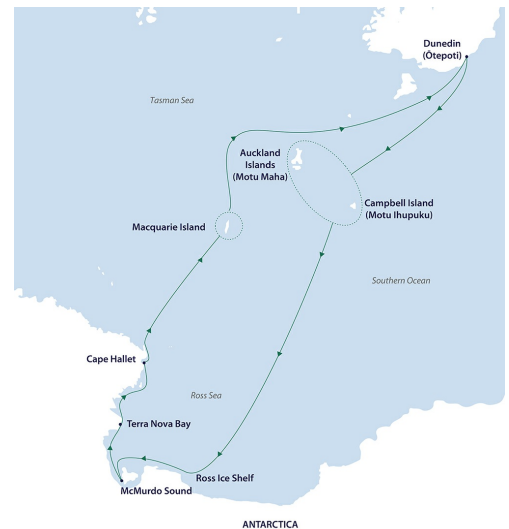 Dunedin
(Ōtepoti)
Tasman Sea
Auckland
Islands
(Motu Maha)
Campbell Island
(Motu Ihupuku)
Macquarie Island
Southern Ocean
Cape Hallet
Ross Sea
Terra Nova Bay
Ross Ice Shelf
McMurdo Sound
ANTARCTICA